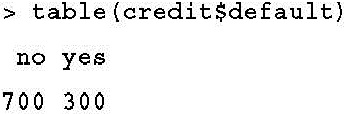 > table(credit$default)
no yes
700 300